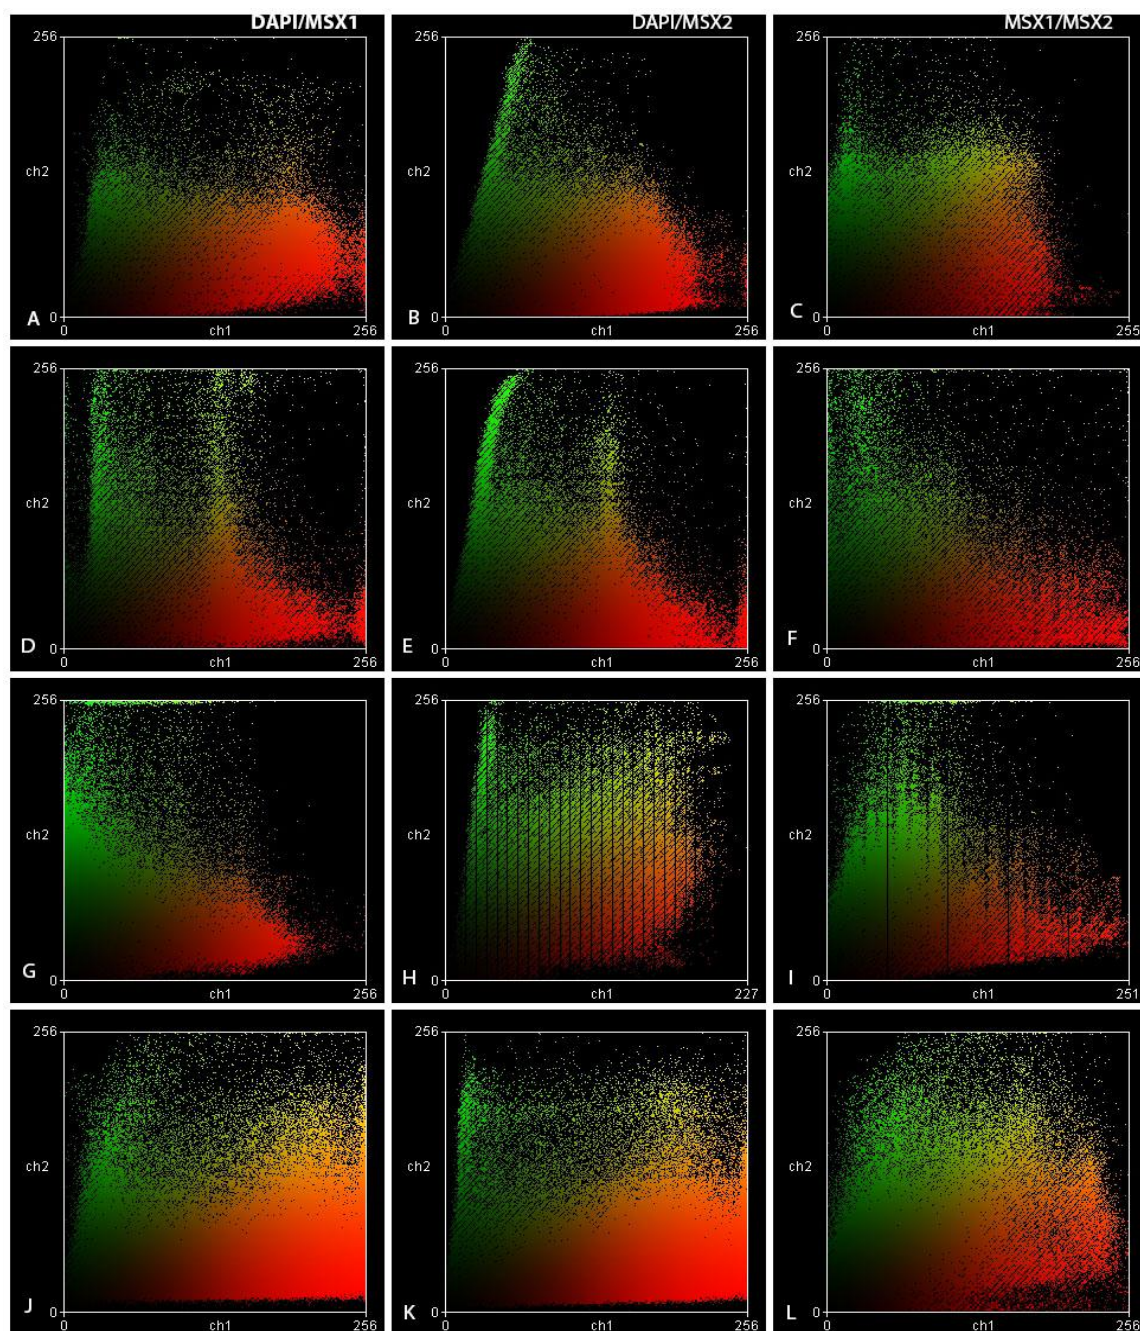 DAPI/MSX1 DAPI/MSX2 MSX1/MSX2
256 256 256
ch2 ch2 ch2
A 0 B 0 C 0
0 ch1 256 0 ch1 256 0 ch1 255
256 256 256
ch2 ch2 ch2
D 0 E 0 F 0
0 ch1 256 0 ch1 256 0 ch1 256
256 256 256
ch2 ch2 ch2
G 0 H 0 I 0
0 ch1 256 0 ch1 227 0 ch1 251
256 256 256
ch2 ch2 ch2
J 0 K 0 L 0
0 ch1 256 0 ch1 256 0 ch1 256